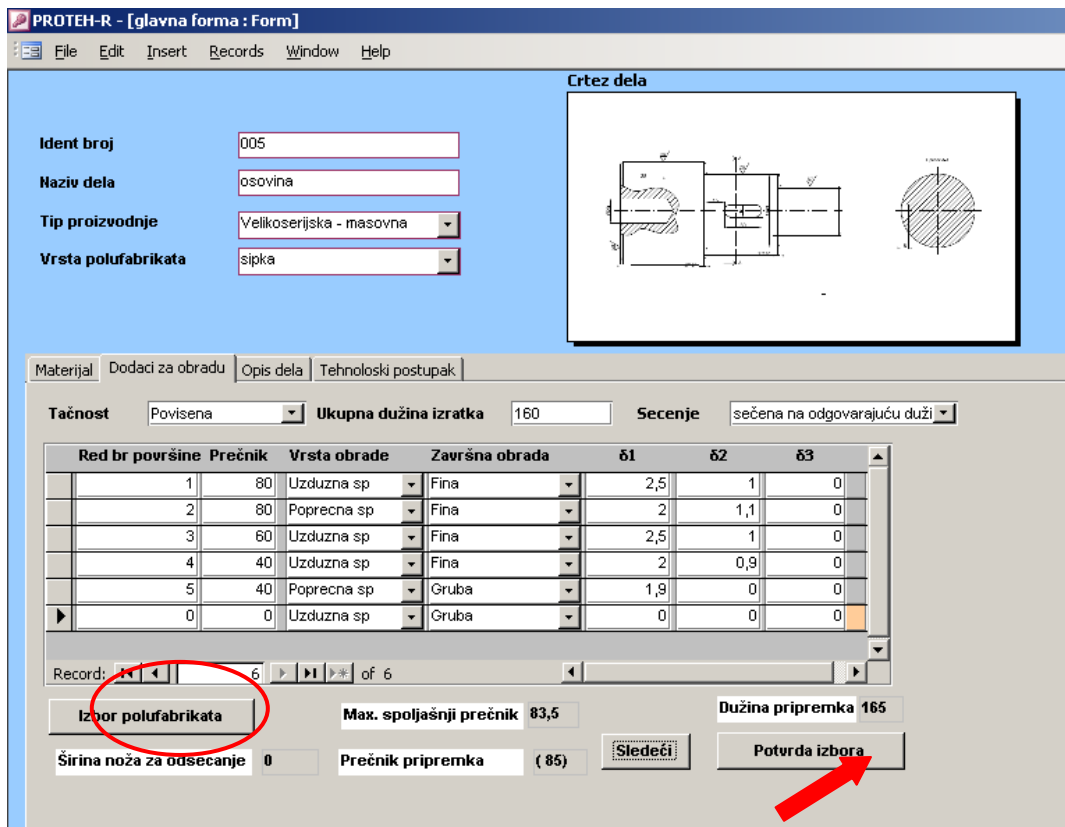 PROTEH-R - [glavna forma : Form]
File Edit Insert Records Window Help
Crtez dela
Ident broj 005
Naziv dela osovina
Tip proizvodnje Velikoserijska - masovna
Vrsta polufabrikata sipka
Materijal Dodaci za obradu Opis dela Tehnoloski postupak
Tačnost Povisena Ukupna dužina izratka 160 Secenje sečena na odgovarajuću duži
Red br površine Prečnik Vrsta obrade Završna obrada δ1 δ2 δ3
1 80 Uzduzna sp Fina 2,5 1 0
2 80 Poprecna sp Fina 2 1,1 0
3 60 Uzduzna sp Fina 2,5 1 0
4 40 Uzduzna sp Fina 2 0,9 0
5 40 Poprecna sp Gruba 1,9 0 0
0 0 Uzduzna sp Gruba 0 0 0
Record: 6 of 6
Izbor polufabrikata Max. spoljašnji prečnik 83,5 Dužina pripremka 165
Širina noža za odsecanje 0 Prečnik pripremka ( 85) Sledeći Potvrda izbora